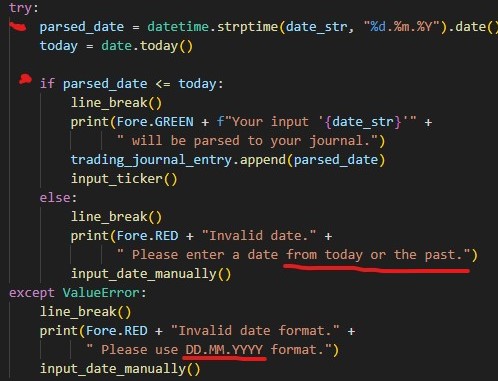 try:
    parsed_date = datetime.strptime(date_str, "%d.%m.%Y").date()
    today = date.today()
    if parsed_date <= today:
        line_break()
        print(Fore.GREEN + f"Your input '{date_str}'" +
              " will be parsed to your journal.")
        trading_journal_entry.append(parsed_date)
        input_ticker()
    else:
        line_break()
        print(Fore.RED + "Invalid date." +
              " Please enter a date from today or the past.")
        input_date_manually()
except ValueError:
    line_break()
    print(Fore.RED + "Invalid date format." +
          " Please use DD.MM.YYYY format.")
    input_date_manually()